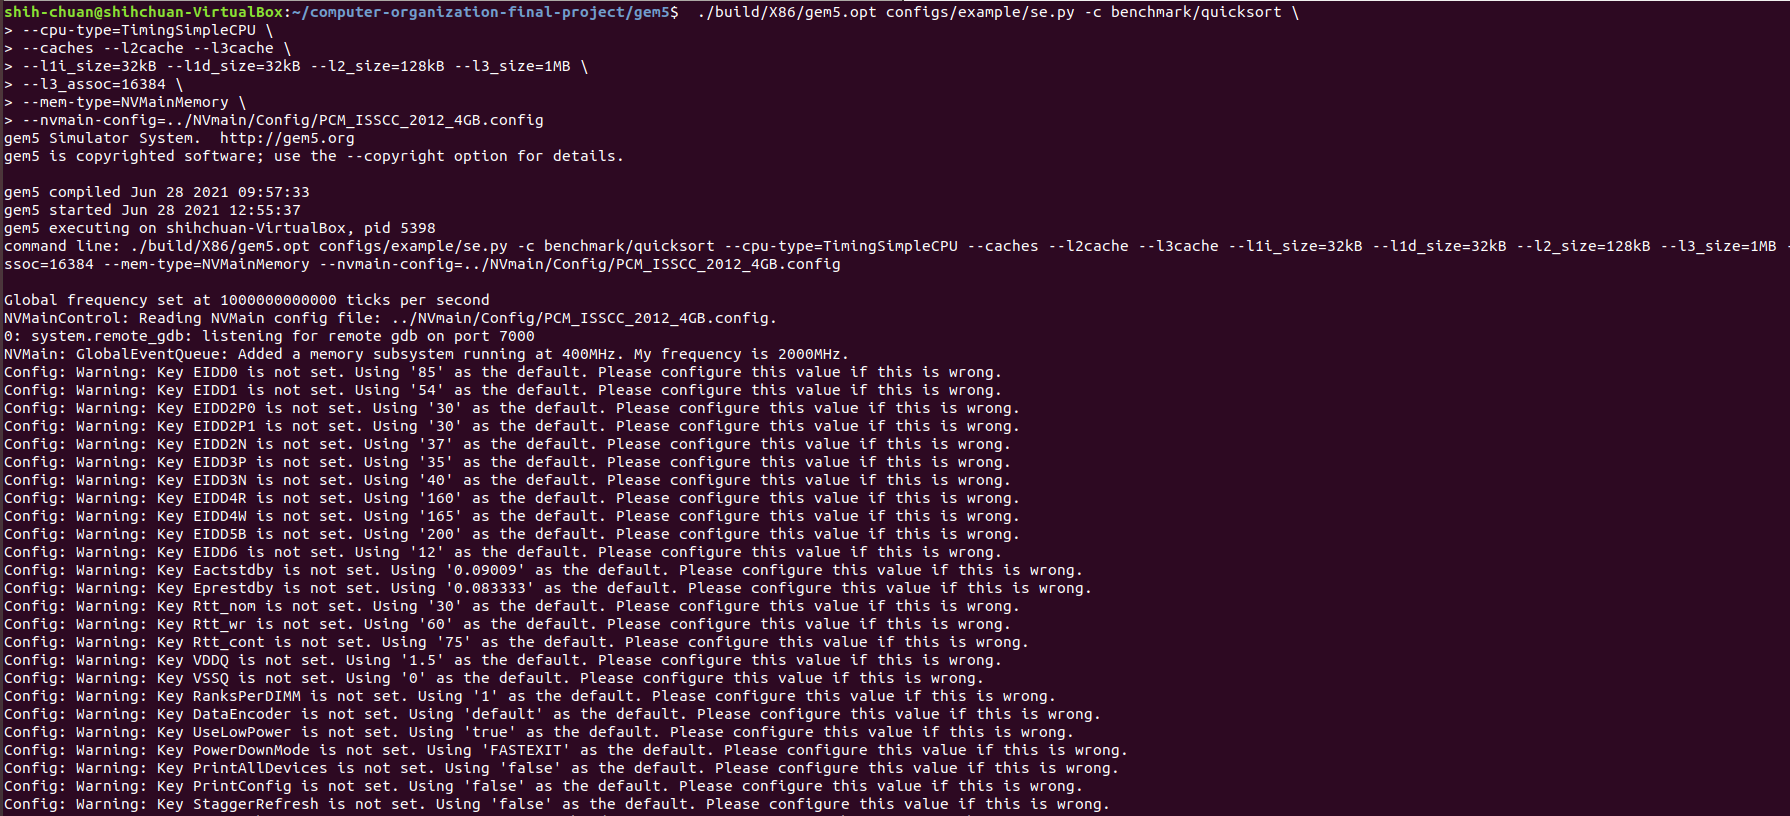 shih-chuan@shihchuan-VirtualBox:~/computer-organization-final-project/gem5$  ./build/X86/gem5.opt configs/example/se.py -c benchmark/quicksort \
> --cpu-type=TimingSimpleCPU \
> --caches --l2cache --l3cache \
> --l1i_size=32kB --l1d_size=32kB --l2_size=128kB --l3_size=1MB \
> --l3_assoc=16384 \
> --mem-type=NVMainMemory \
> --nvmain-config=../NVmain/Config/PCM_ISSCC_2012_4GB.config
gem5 Simulator System.  http://gem5.org
gem5 is copyrighted software; use the --copyright option for details.
gem5 compiled Jun 28 2021 09:57:33
gem5 started Jun 28 2021 12:55:37
gem5 executing on shihchuan-VirtualBox, pid 5398
command line: ./build/X86/gem5.opt configs/example/se.py -c benchmark/quicksort --cpu-type=TimingSimpleCPU --caches --l2cache --l3cache --l1i_size=32kB --l1d_size=32kB --l2_size=128kB --l3_size=1MB -
ssoc=16384 --mem-type=NVMainMemory --nvmain-config=../NVmain/Config/PCM_ISSCC_2012_4GB.config
Global frequency set at 1000000000000 ticks per second
NVMainControl: Reading NVMain config file: ../NVmain/Config/PCM_ISSCC_2012_4GB.config.
0: system.remote_gdb: listening for remote gdb on port 7000
NVMain: GlobalEventQueue: Added a memory subsystem running at 400MHz. My frequency is 2000MHz.
Config: Warning: Key EIDD0 is not set. Using '85' as the default. Please configure this value if this is wrong.
Config: Warning: Key EIDD1 is not set. Using '54' as the default. Please configure this value if this is wrong.
Config: Warning: Key EIDD2P0 is not set. Using '30' as the default. Please configure this value if this is wrong.
Config: Warning: Key EIDD2P1 is not set. Using '30' as the default. Please configure this value if this is wrong.
Config: Warning: Key EIDD2N is not set. Using '37' as the default. Please configure this value if this is wrong.
Config: Warning: Key EIDD3P is not set. Using '35' as the default. Please configure this value if this is wrong.
Config: Warning: Key EIDD3N is not set. Using '40' as the default. Please configure this value if this is wrong.
Config: Warning: Key EIDD4R is not set. Using '160' as the default. Please configure this value if this is wrong.
Config: Warning: Key EIDD4W is not set. Using '165' as the default. Please configure this value if this is wrong.
Config: Warning: Key EIDD5B is not set. Using '200' as the default. Please configure this value if this is wrong.
Config: Warning: Key EIDD6 is not set. Using '12' as the default. Please configure this value if this is wrong.
Config: Warning: Key Eactstdby is not set. Using '0.09009' as the default. Please configure this value if this is wrong.
Config: Warning: Key Eprestdby is not set. Using '0.083333' as the default. Please configure this value if this is wrong.
Config: Warning: Key Rtt_nom is not set. Using '30' as the default. Please configure this value if this is wrong.
Config: Warning: Key Rtt_wr is not set. Using '60' as the default. Please configure this value if this is wrong.
Config: Warning: Key Rtt_cont is not set. Using '75' as the default. Please configure this value if this is wrong.
Config: Warning: Key VDDQ is not set. Using '1.5' as the default. Please configure this value if this is wrong.
Config: Warning: Key VSSQ is not set. Using '0' as the default. Please configure this value if this is wrong.
Config: Warning: Key RanksPerDIMM is not set. Using '1' as the default. Please configure this value if this is wrong.
Config: Warning: Key DataEncoder is not set. Using 'default' as the default. Please configure this value if this is wrong.
Config: Warning: Key UseLowPower is not set. Using 'true' as the default. Please configure this value if this is wrong.
Config: Warning: Key PowerDownMode is not set. Using 'FASTEXIT' as the default. Please configure this value if this is wrong.
Config: Warning: Key PrintAllDevices is not set. Using 'false' as the default. Please configure this value if this is wrong.
Config: Warning: Key PrintConfig is not set. Using 'false' as the default. Please configure this value if this is wrong.
Config: Warning: Key StaggerRefresh is not set. Using 'false' as the default. Please configure this value if this is wrong.